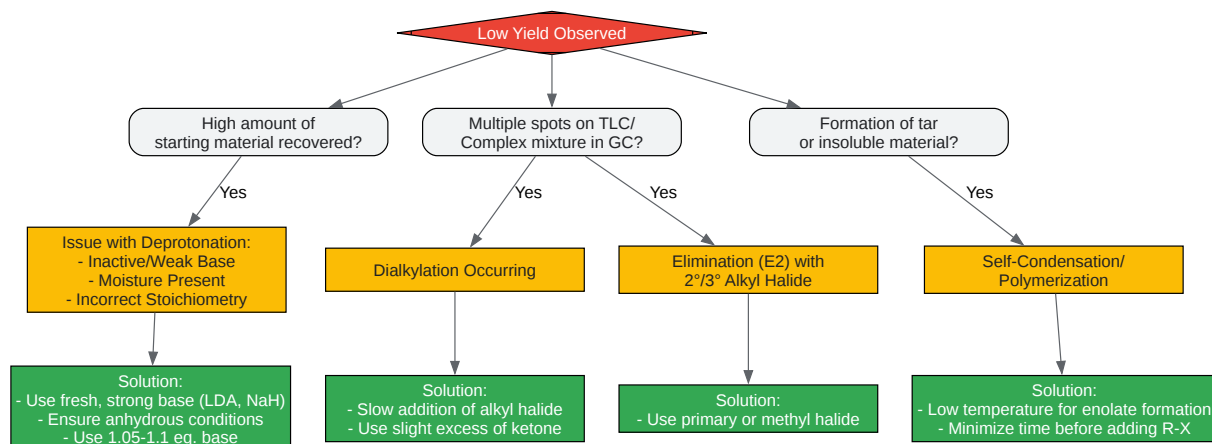 Low Yield Observed
High amount of
starting material recovered?
Multiple spots on TLC/
Complex mixture in GC?
Formation of tar
or insoluble material?
Yes
Yes
Yes
Yes
Issue with Deprotonation:
- Inactive/Weak Base
- Moisture Present
- Incorrect Stoichiometry
Dialkylation Occurring
Elimination (E2) with
2°/3° Alkyl Halide
Self-Condensation/
Polymerization
Solution:
- Use fresh, strong base (LDA, NaH)
- Ensure anhydrous conditions
- Use 1.05-1.1 eq. base
Solution:
- Slow addition of alkyl halide
- Use slight excess of ketone
Solution:
- Use primary or methyl halide
Solution:
- Low temperature for enolate formation
- Minimize time before adding R-X